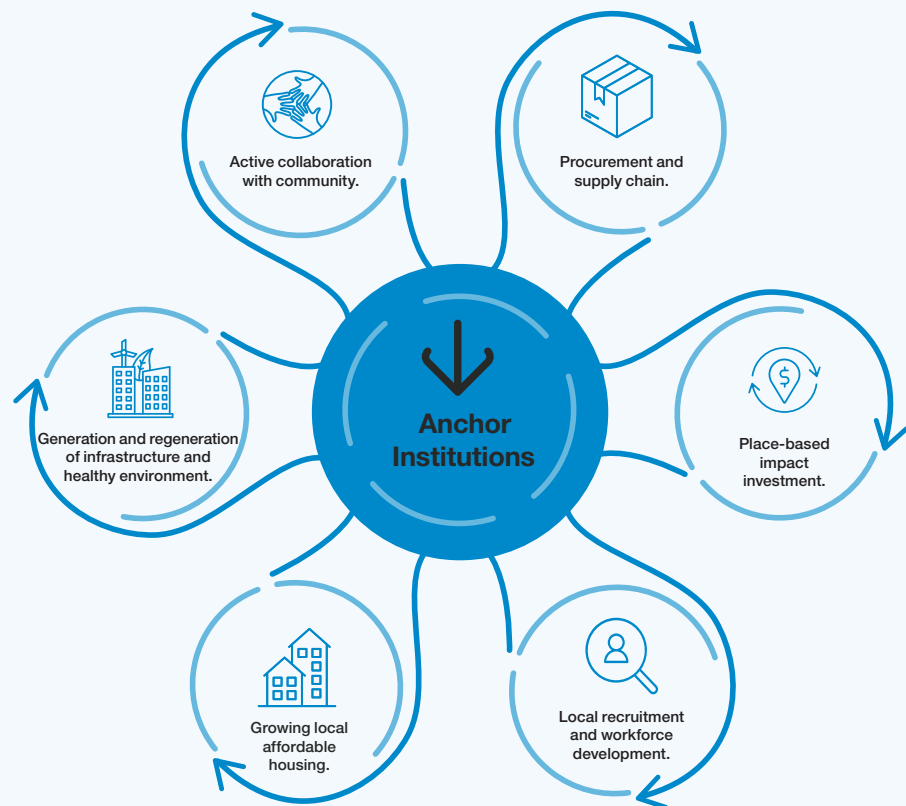 Active collaboration
with community.
Procurement and
supply chain.
Generation and regeneration
of infrastructure and
healthy environment.
Anchor
Institutions
$
Place-based
impact
investment.
Growing local
affordable
housing.
Local recruitment
and workforce
development.